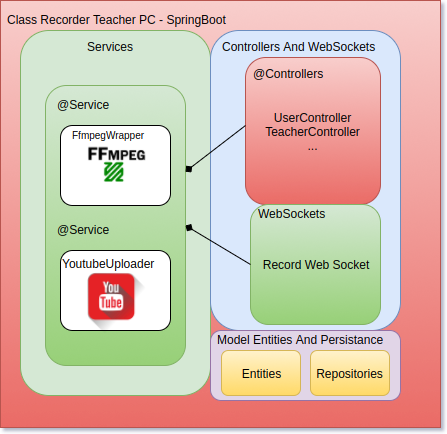 Class Recorder Teacher PC - SpringBoot
Services
@Service
FfmpegWrapper
FFMPEG
@Service
YoutubeUploader
You
Tube
Controllers And WebSockets
@Controllers
UserController
TeacherController
...
WebSockets
Record Web Socket
Model Entities And Persistance
Entities
Repositories